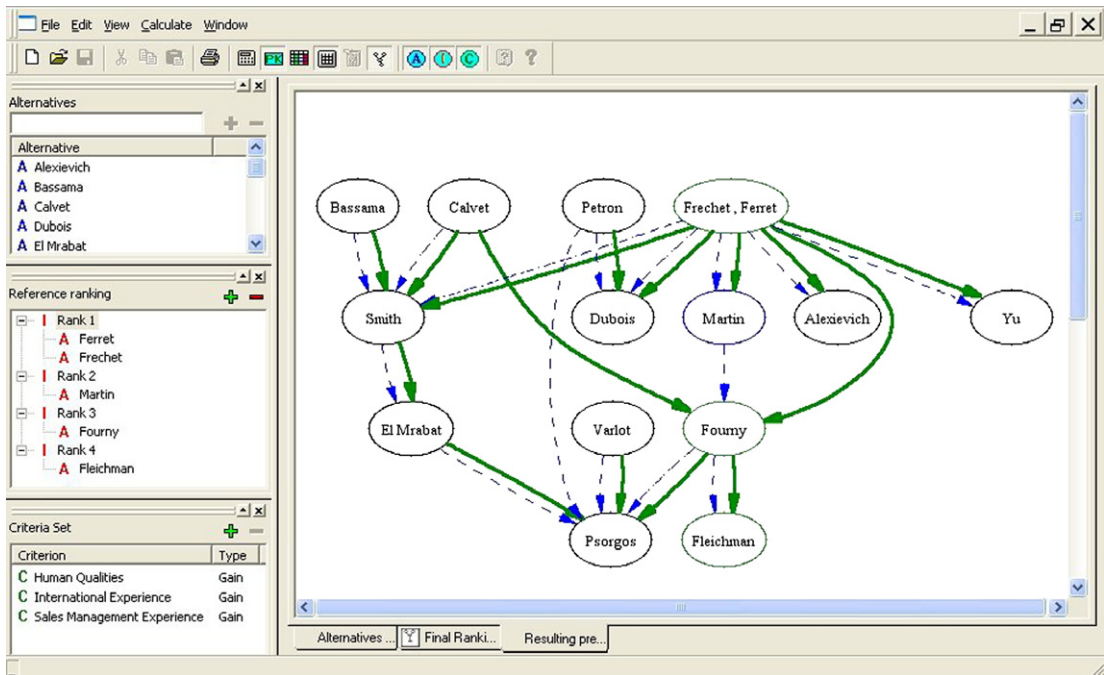 File Edit View Calculate Window
PK
A I C
Alternatives
Alternative
A Alexievich
A Bassama
A Calvet
A Dubois
A El Mrabat
Reference ranking
I Rank 1
A Ferret
A Frechet
I Rank 2
A Martin
I Rank 3
A Fourny
I Rank 4
A Fleichman
Criteria Set
Criterion Type
C Human Qualities Gain
C International Experience Gain
C Sales Management Experience Gain
Bassama Calvet Petron Frechet , Ferret
Smith Dubois Martin Alexievich Yu
El Mrabat Varlot Fourny
Psorgos Fleichman
Alternatives ... Final Ranki... Resulting pre...